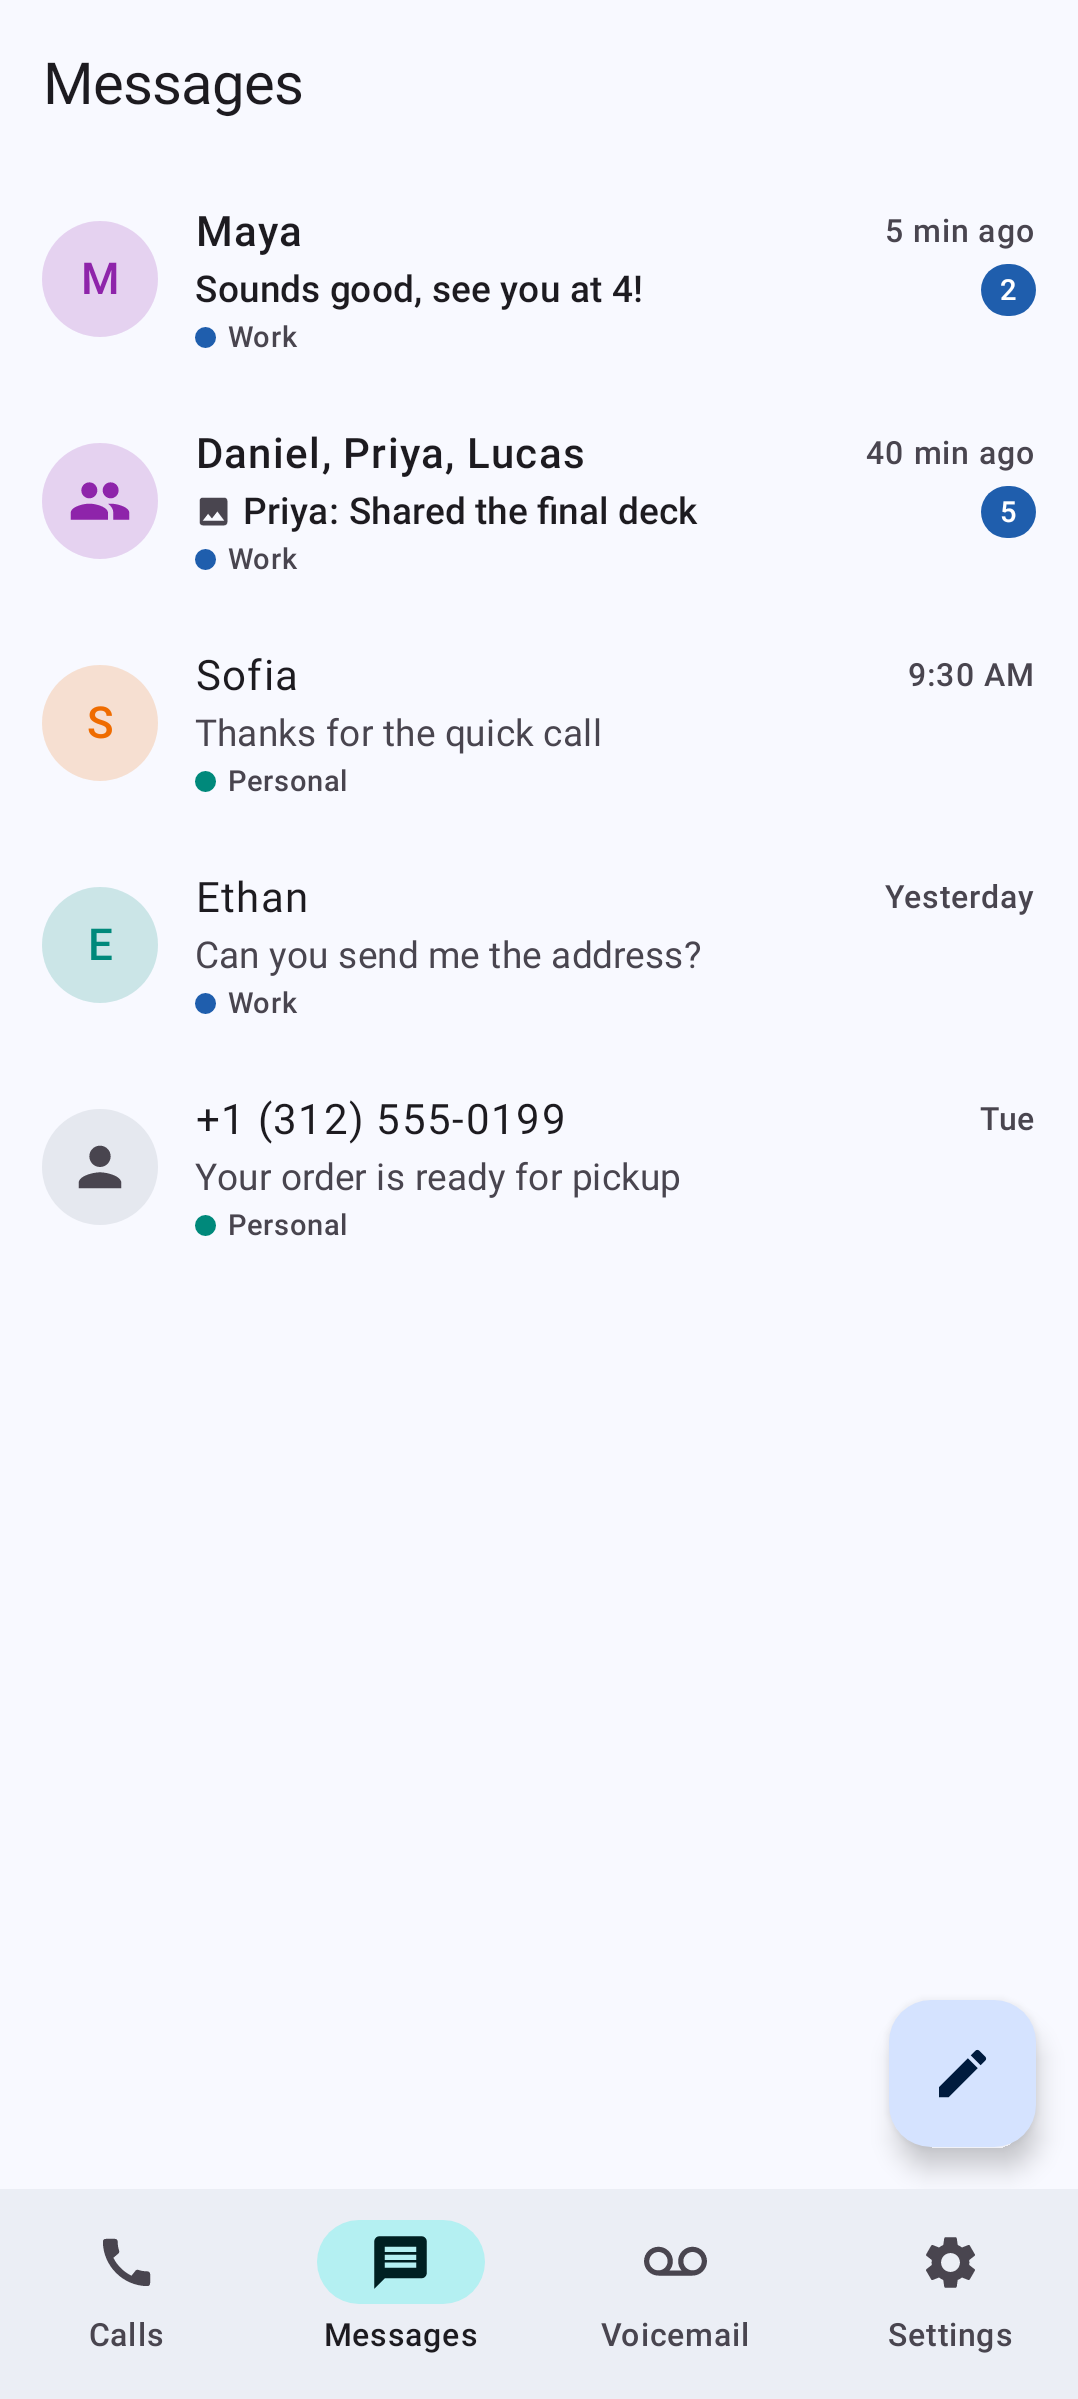 Messages
M
Maya
5 min ago
Sounds good, see you at 4!
2
Work
Daniel, Priya, Lucas
40 min ago
Priya: Shared the final deck
5
Work
S
Sofia
9:30 AM
Thanks for the quick call
Personal
E
Ethan
Yesterday
Can you send me the address?
Work
+1 (312) 555-0199
Tue
Your order is ready for pickup
Personal
Calls
Messages
Voicemail
Settings